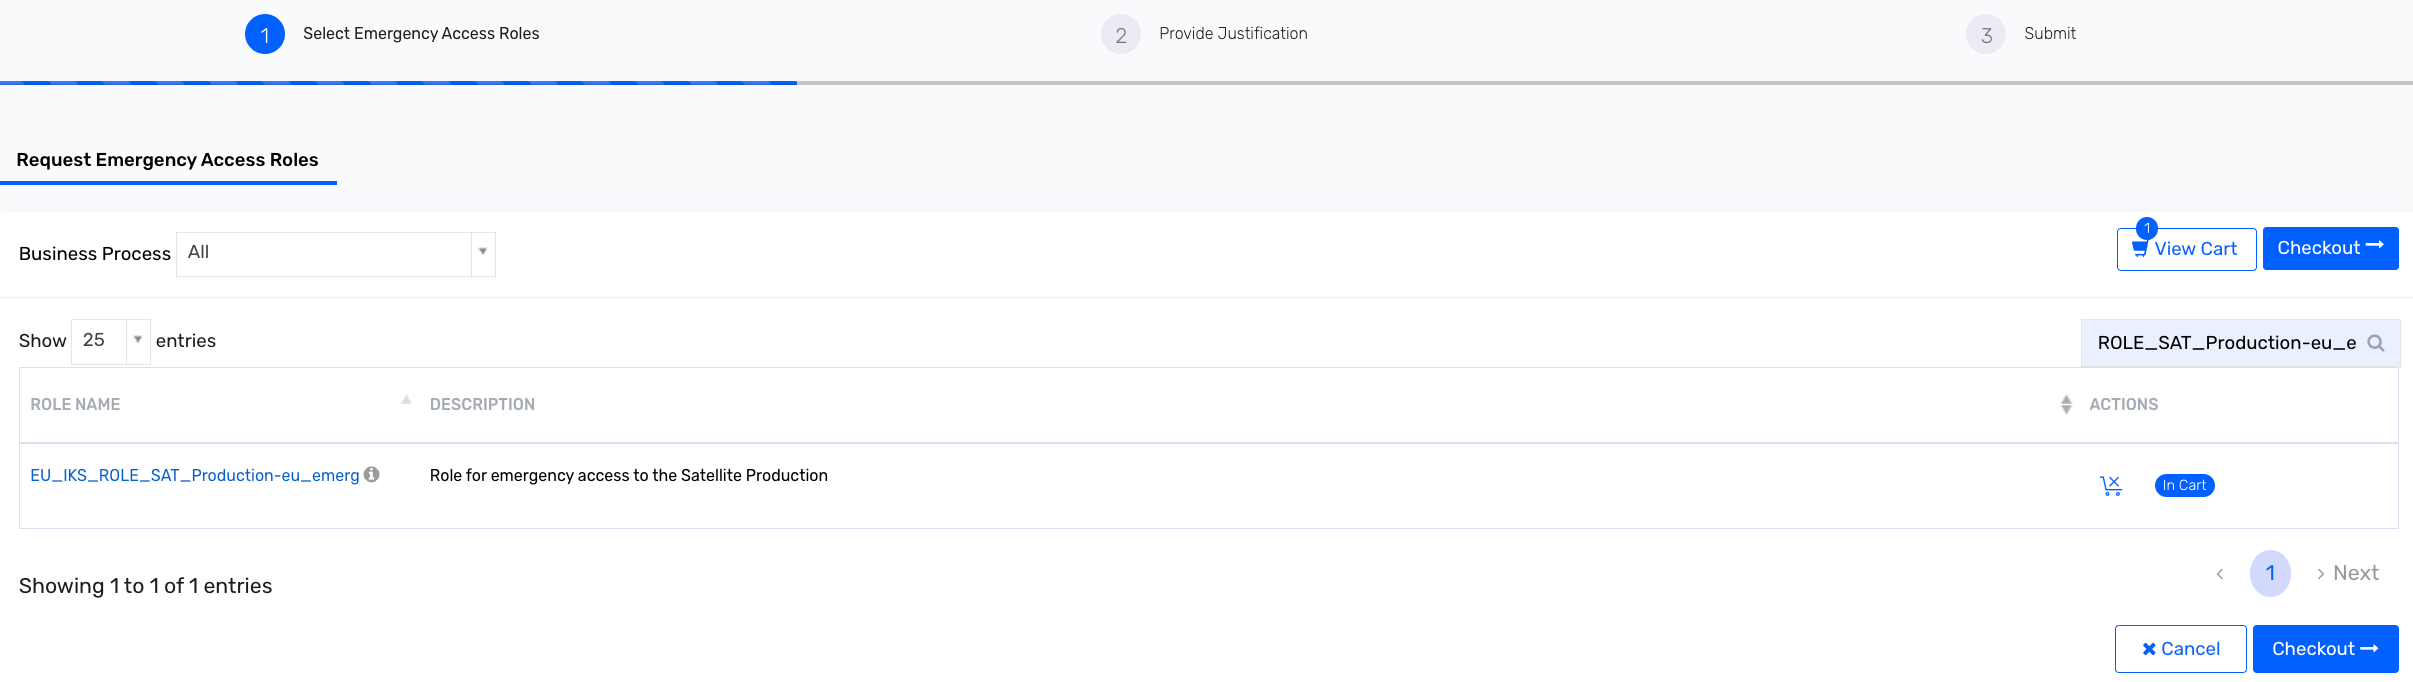 1 Select Emergency Access Roles 2 Provide Justification 3 Submit
Request Emergency Access Roles
Business Process All 1 View Cart Checkout
Show 25 entries ROLE_SAT_Production-eu_e
ROLE NAME DESCRIPTION ACTIONS
EU_IKS_ROLE_SAT_Production-eu_emerg Role for emergency access to the Satellite Production In Cart
Showing 1 to 1 of 1 entries 1 Next
Cancel Checkout